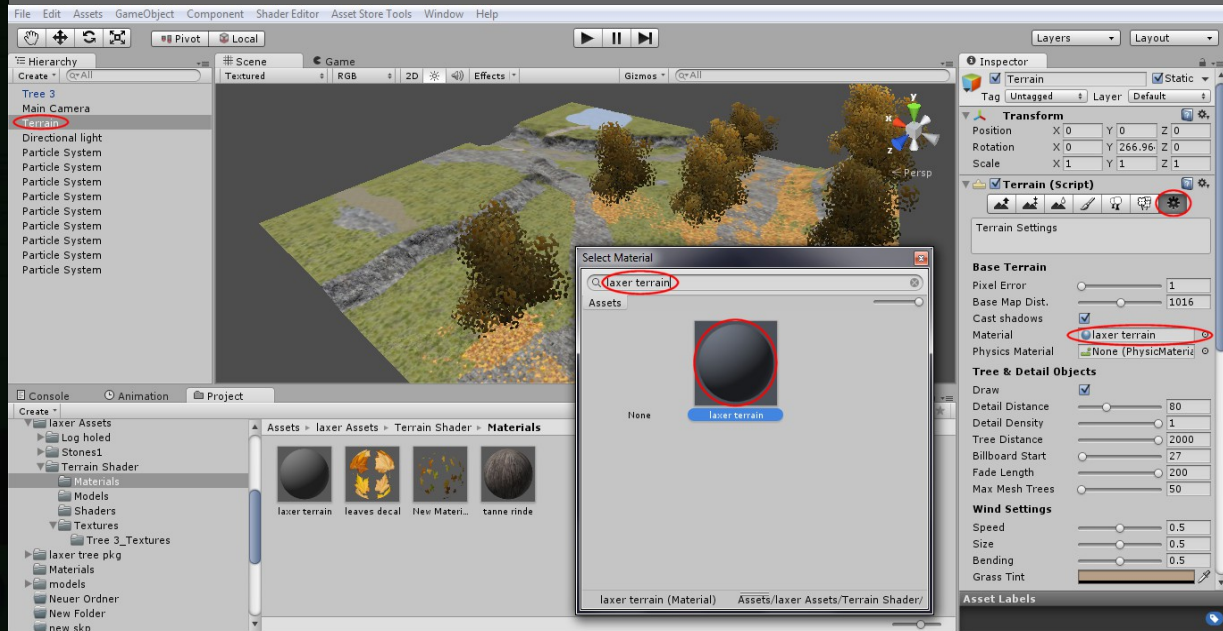 File Edit Assets GameObject Component Shader Editor Asset Store Tools Window Help
Pivot Local Layers Layout
Hierarchy
Create All
Tree 3
Main Camera
Terrain
Directional light
Particle System
Particle System
Particle System
Particle System
Particle System
Particle System
Particle System
Particle System
Particle System
Scene Game
Textured RGB 2D Effects Gizmos All
y
x
z
Persp
Select Material
laxer terrain
Assets
None laxer terrain
laxer terrain (Material) Assets/laxer Assets/Terrain Shader/
Console Animation Project
Create
laxer Assets
Log holed
Stones1
Terrain Shader
Materials
Models
Shaders
Textures
Tree 3_Textures
laxer tree pkg
Materials
models
Neuer Ordner
New Folder
new skp
Assets laxer Assets Terrain Shader Materials
laxer terrain leaves decal New Materi... tanne rinde
Inspector
Terrain Static
Tag Untagged Layer Default
Transform
Position X 0 Y 0 Z 0
Rotation X 0 Y 266.96 Z 0
Scale X 1 Y 1 Z 1
Terrain (Script)
Terrain Settings
Base Terrain
Pixel Error 1
Base Map Dist. 1016
Cast shadows
Material laxer terrain
Physics Material None (PhysicMateria
Tree & Detail Objects
Draw
Detail Distance 80
Detail Density 1
Tree Distance 2000
Billboard Start 27
Fade Length 200
Max Mesh Trees 50
Wind Settings
Speed 0.5
Size 0.5
Bending 0.5
Grass Tint
Asset Labels